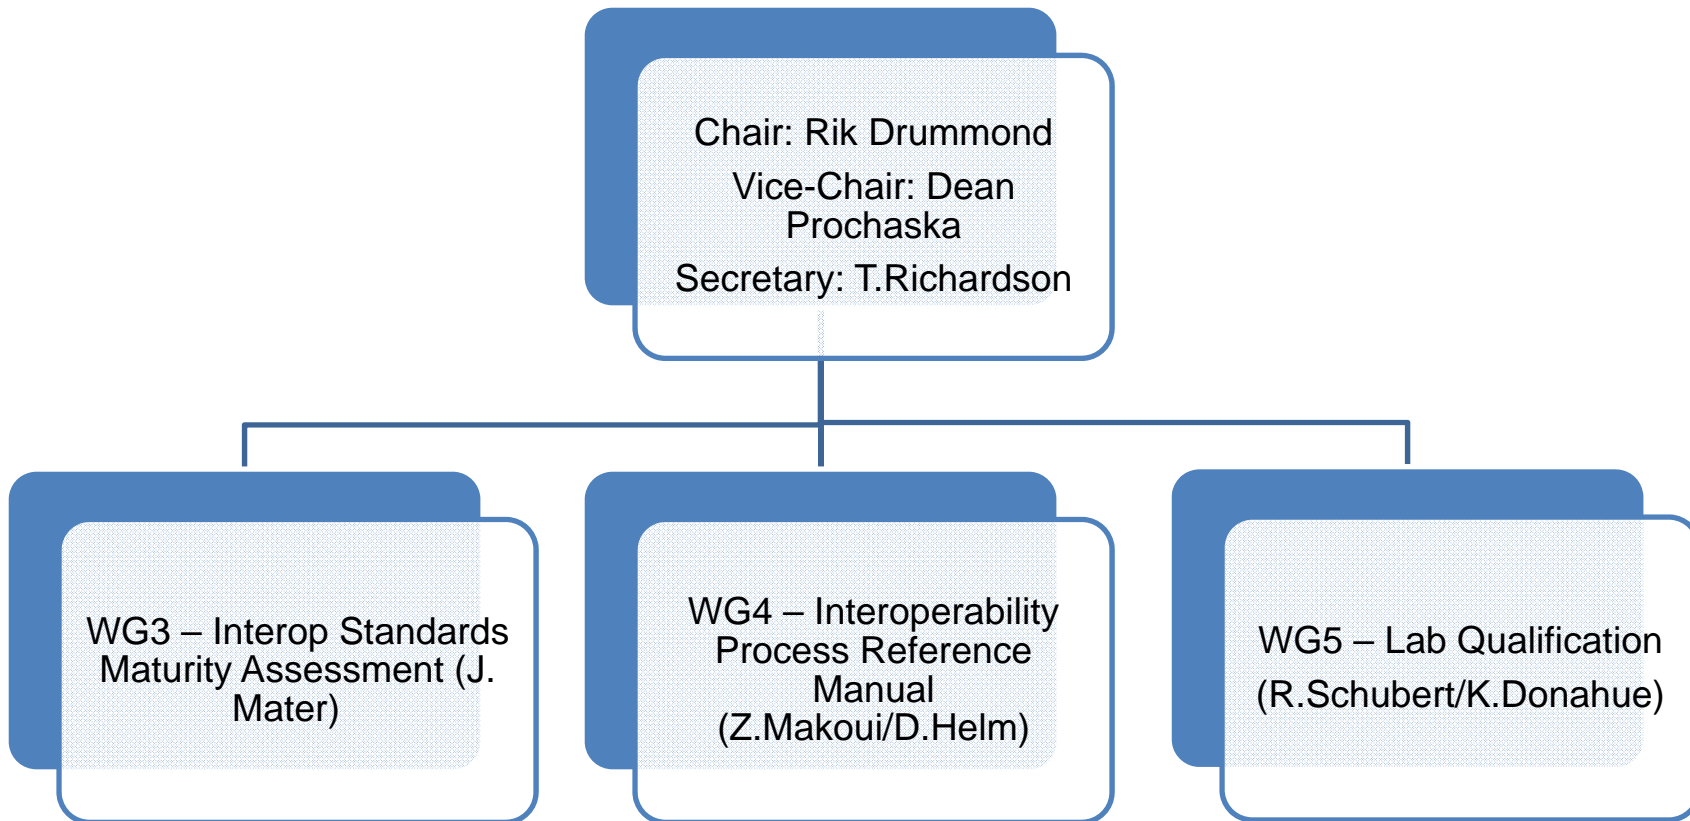 Chair: Rik Drummond
Vice-Chair: Dean
Prochaska
Secretary: T.Richardson
WG3 – Interop Standards
Maturity Assessment (J.
Mater)
WG4 – Interoperability
Process Reference
Manual
(Z.Makoui/D.Helm)
WG5 – Lab Qualification
(R.Schubert/K.Donahue)